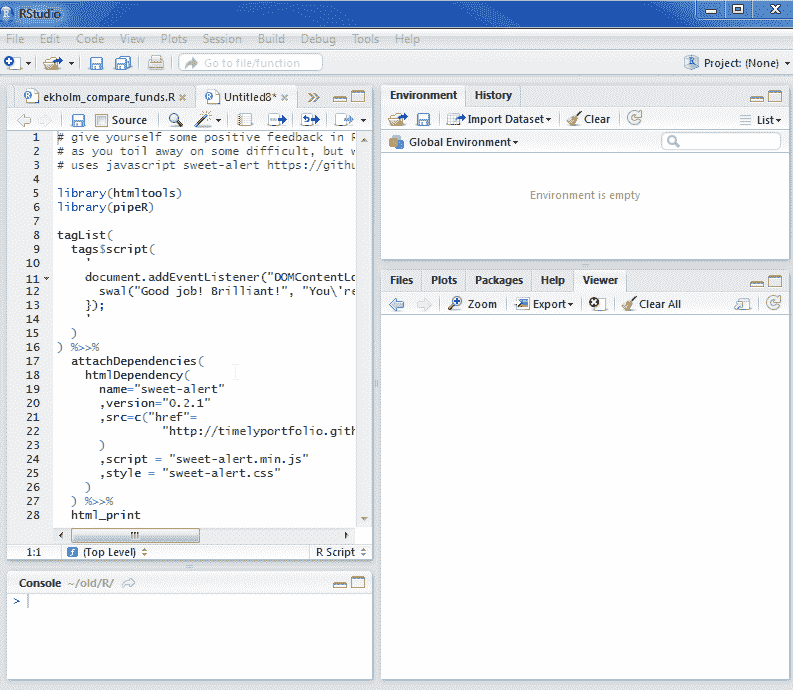 RStudio
File Edit Code View Plots Session Build Debug Tools Help
Go to file/function
Project: (None)
ekholm_compare_funds.R
Untitled8*
Source
1 # give yourself some positive feedback in R
2 # as you toil away on some difficult, but w
3 # uses javascript sweet-alert https://githu
4
5 library(htmltools)
6 library(pipeR)
7
8 tagList(
9 tags$script(
10 '
11 document.addEventListener("DOMContentLo
12 swal("Good job! Brilliant!", "You\'re
13 });
14 '
15 )
16 ) %>>%
17 attachDependencies(
18 htmlDependency(
19 name="sweet-alert"
20 ,version="0.2.1"
21 ,src=c("href"=
22 "http://timelyportfolio.gith
23 )
24 ,script = "sweet-alert.min.js"
25 ,style = "sweet-alert.css"
26 )
27 ) %>>%
28 html_print
1:1 (Top Level) R Script
Console ~/old/R/
>
Environment History
Import Dataset Clear List
Global Environment
Environment is empty
Files Plots Packages Help Viewer
Zoom Export Clear All